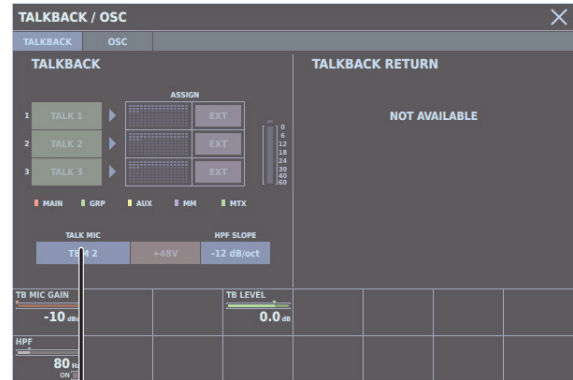 TALKBACK / OSC
TALKBACK OSC
TALKBACK
TALKBACK RETURN
ASSIGN
1 TALK 1 EXT
2 TALK 2 EXT
3 TALK 3 EXT
0
6
12
18
24
30
40
60
NOT AVAILABLE
MAIN GRP AUX MM MTX
TALK MIC HPF SLOPE
2 +48V -12 dB/oct
TB MIC GAIN TB LEVEL
-10 0.0 dB
HPF
80
ON